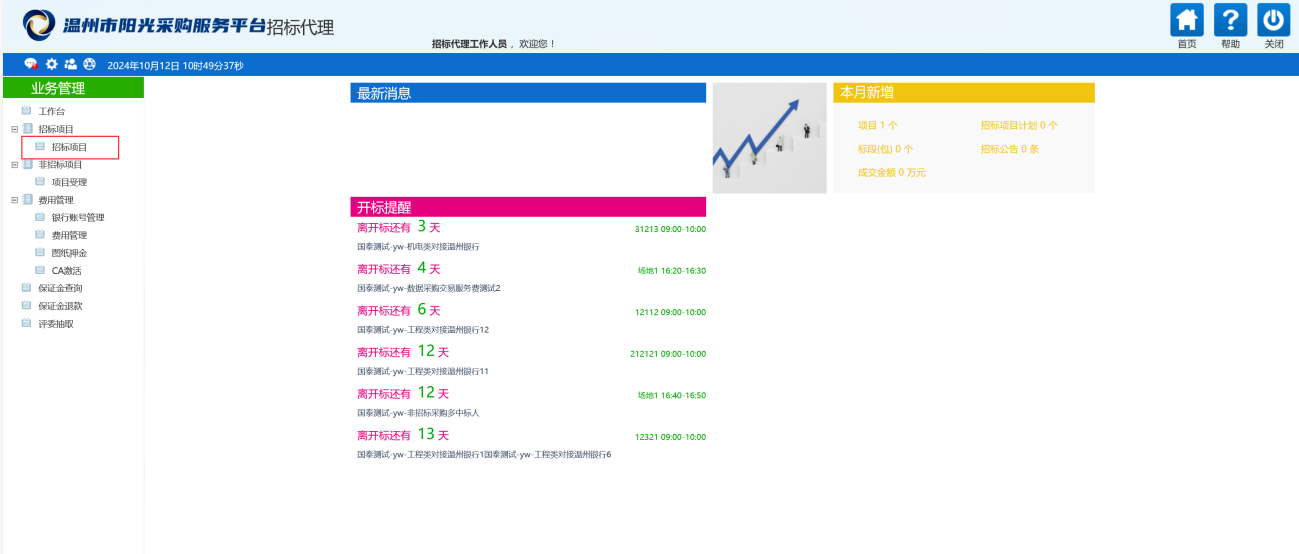 温州市阳光采购服务平台招标代理
招标代理工作人员，欢迎您！
首页 帮助 关闭
2024年10月12日 10时49分37秒
业务管理
工作台
招标项目
招标项目
非招标项目
项目受理
费用管理
银行账号管理
费用管理
图纸押金
CA激活
保证金查询
保证金退款
评委抽取
最新消息
开标提醒
离开标还有 3 天 31213 09:00-10:00
国泰测试-yw-机电类对接温州银行
离开标还有 4 天 场地1 16:20-16:30
国泰测试-yw-数据采购交易服务费测试2
离开标还有 6 天 12112 09:00-10:00
国泰测试-yw-工程类对接温州银行12
离开标还有 12 天 212121 09:00-10:00
国泰测试-yw-工程类对接温州银行11
离开标还有 12 天 场地1 16:40-16:50
国泰测试-yw-非招标采购多中标人
离开标还有 13 天 12321 09:00-10:00
国泰测试-yw-工程类对接温州银行1国泰测试-yw-工程类对接温州银行6
本月新增
项目 1 个 招标项目计划 0 个
标段(包) 0 个 招标公告 0 条
成交金额 0 万元